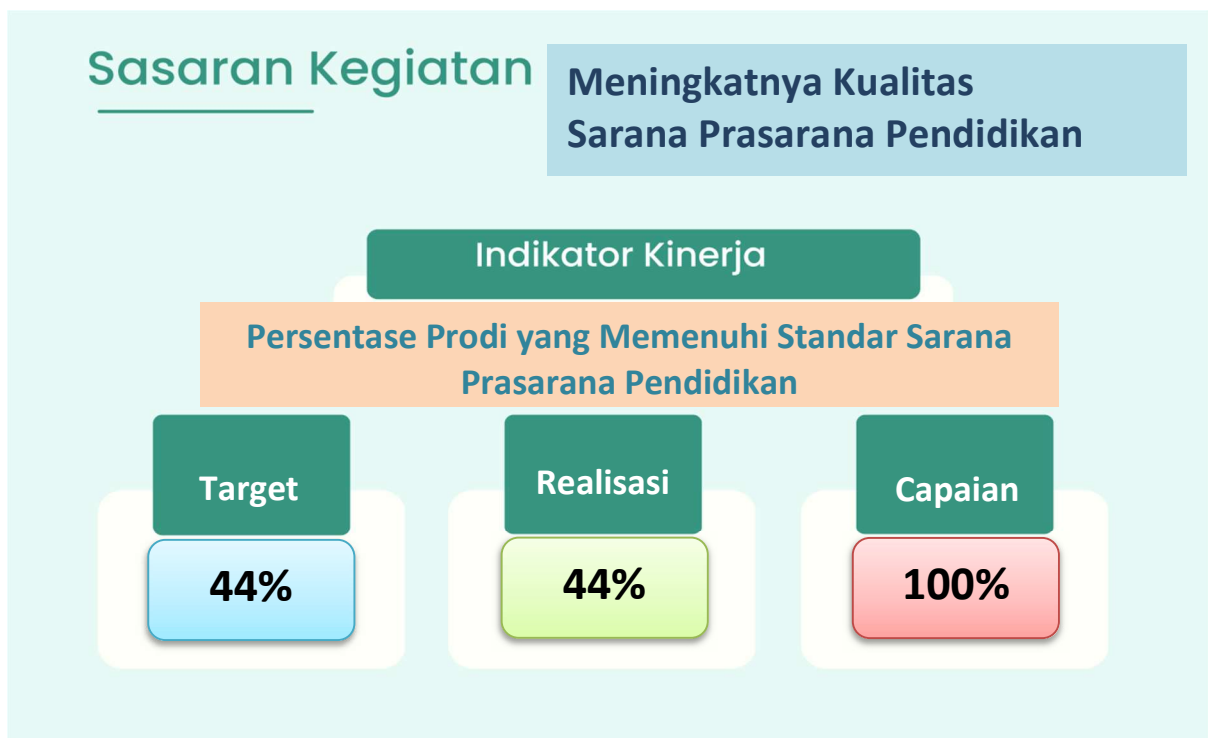 Sasaran Kegiatan
Meningkatnya Kualitas
Sarana Prasarana Pendidikan
Indikator Kinerja
Persentase Prodi yang Memenuhi Standar Sarana
Prasarana Pendidikan
Target
Realisasi
Capaian
44%
44%
100%